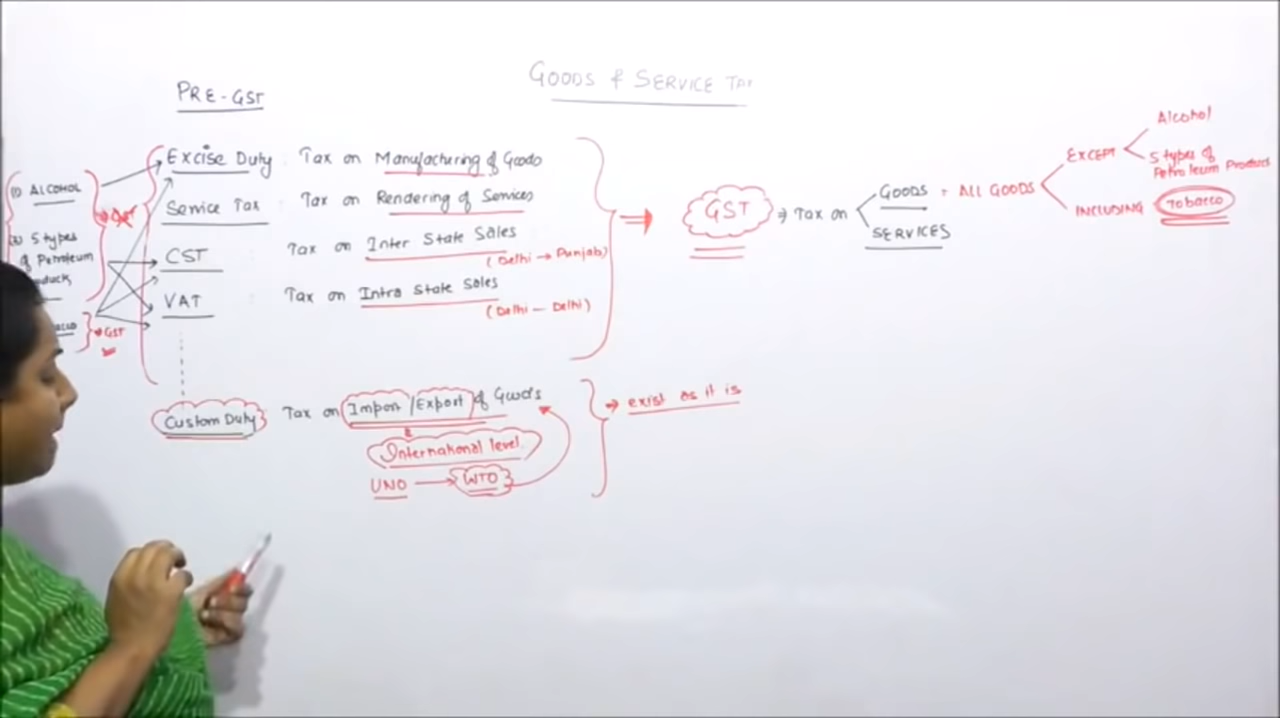 GOODS & SERVICE TAX
PRE-GST
Excise Duty : Tax on Manufacturing of Goods
Service Tax : Tax on Rendering of Services
CST : Tax on Inter State Sales
(Delhi → Punjab)
VAT : Tax on Intra State Sales
(Delhi — Delhi)
Custom Duty : Tax on Import/Export of Goods
International level
UNO → WTO
→ exist as it is
(1) ALCOHOL
5 types
of Petroleum
→ GST
GST ⇒ Tax on
GOODS = ALL GOODS
SERVICES
EXCEPT
Alcohol
5 types of
Petroleum Product
INCLUDING Tobacco